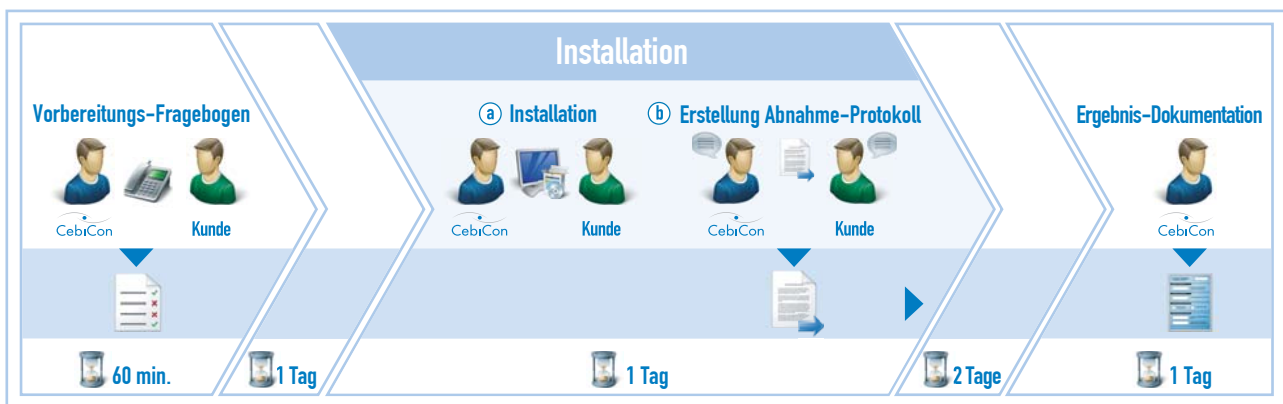 Installation
Vorbereitungs-Fragebogen
a Installation
b Erstellung Abnahme-Protokoll
Ergebnis-Dokumentation
CebiCon
Kunde
CebiCon
Kunde
CebiCon
Kunde
CebiCon
60 min.
1 Tag
1 Tag
2 Tage
1 Tag